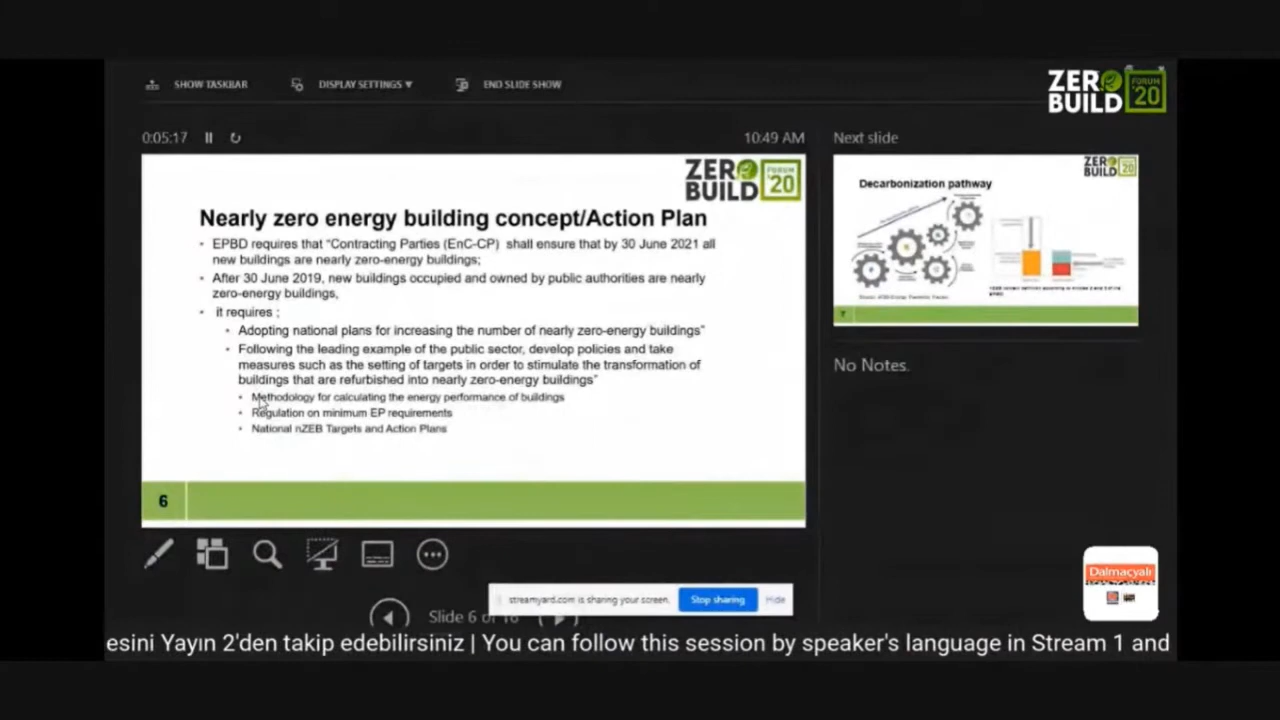 SHOW TASKBAR
DISPLAY SETTINGS ▾
END SLIDE SHOW
ZERO
BUILD
FORUM
'20
0:05:17
10:49 AM
Next slide
ZERO
BUILD
FORUM
'20
Nearly zero energy building concept/Action Plan
• EPBD requires that “Contracting Parties (EnC-CP) shall ensure that by 30 June 2021 all
new buildings are nearly zero-energy buildings;
• After 30 June 2019, new buildings occupied and owned by public authorities are nearly
zero-energy buildings,
• it requires ;
• Adopting national plans for increasing the number of nearly zero-energy buildings”
• Following the leading example of the public sector, develop policies and take
measures such as the setting of targets in order to stimulate the transformation of
buildings that are refurbished into nearly zero-energy buildings”
• Methodology for calculating the energy performance of buildings
• Regulation on minimum EP requirements
• National nZEB Targets and Action Plans
6
ZERO
BUILD
'20
Decarbonization pathway
7
No Notes.
Dalmaçyalı
streamyard.com is sharing your screen.
Stop sharing
Hide
Slide 6 of 18
esini Yayın 2'den takip edebilirsiniz | You can follow this session by speaker's language in Stream 1 and